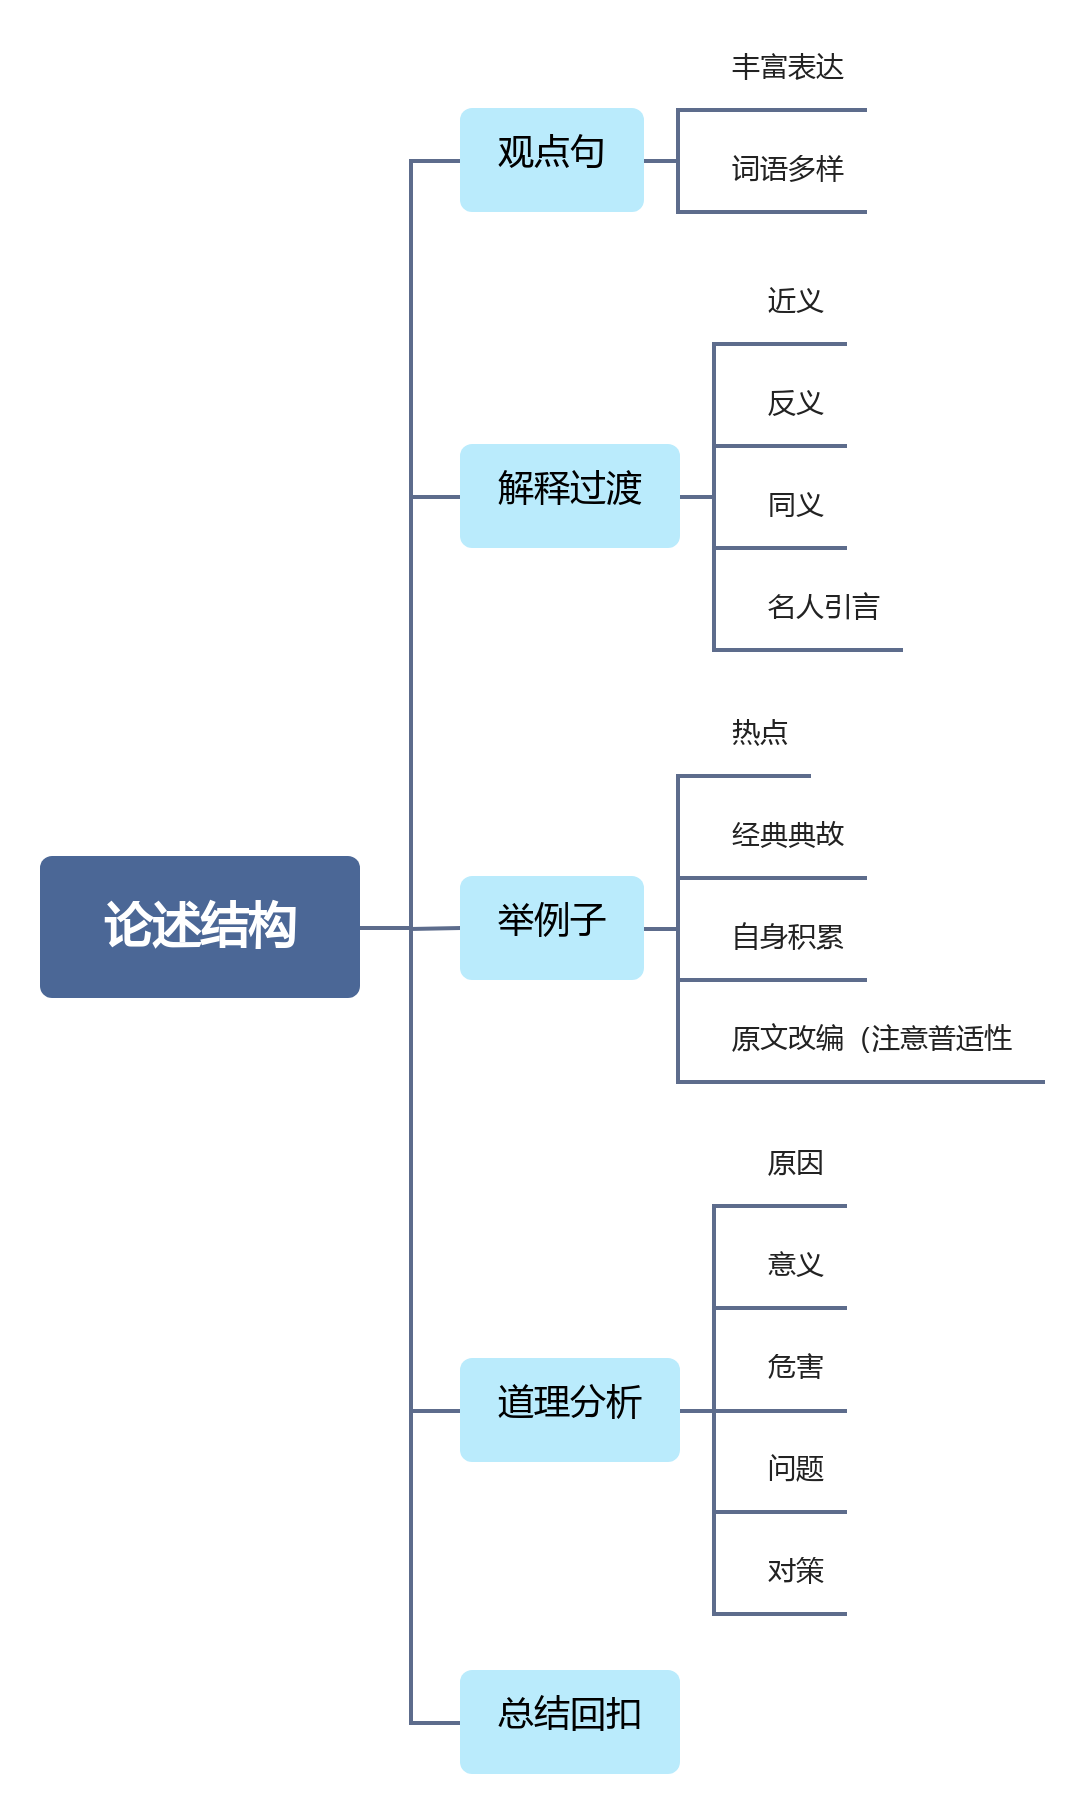 论述结构
观点句
丰富表达
词语多样
解释过渡
近义
反义
同义
名人引言
举例子
热点
经典典故
自身积累
原文改编（注意普适性
道理分析
原因
意义
危害
问题
对策
总结回扣